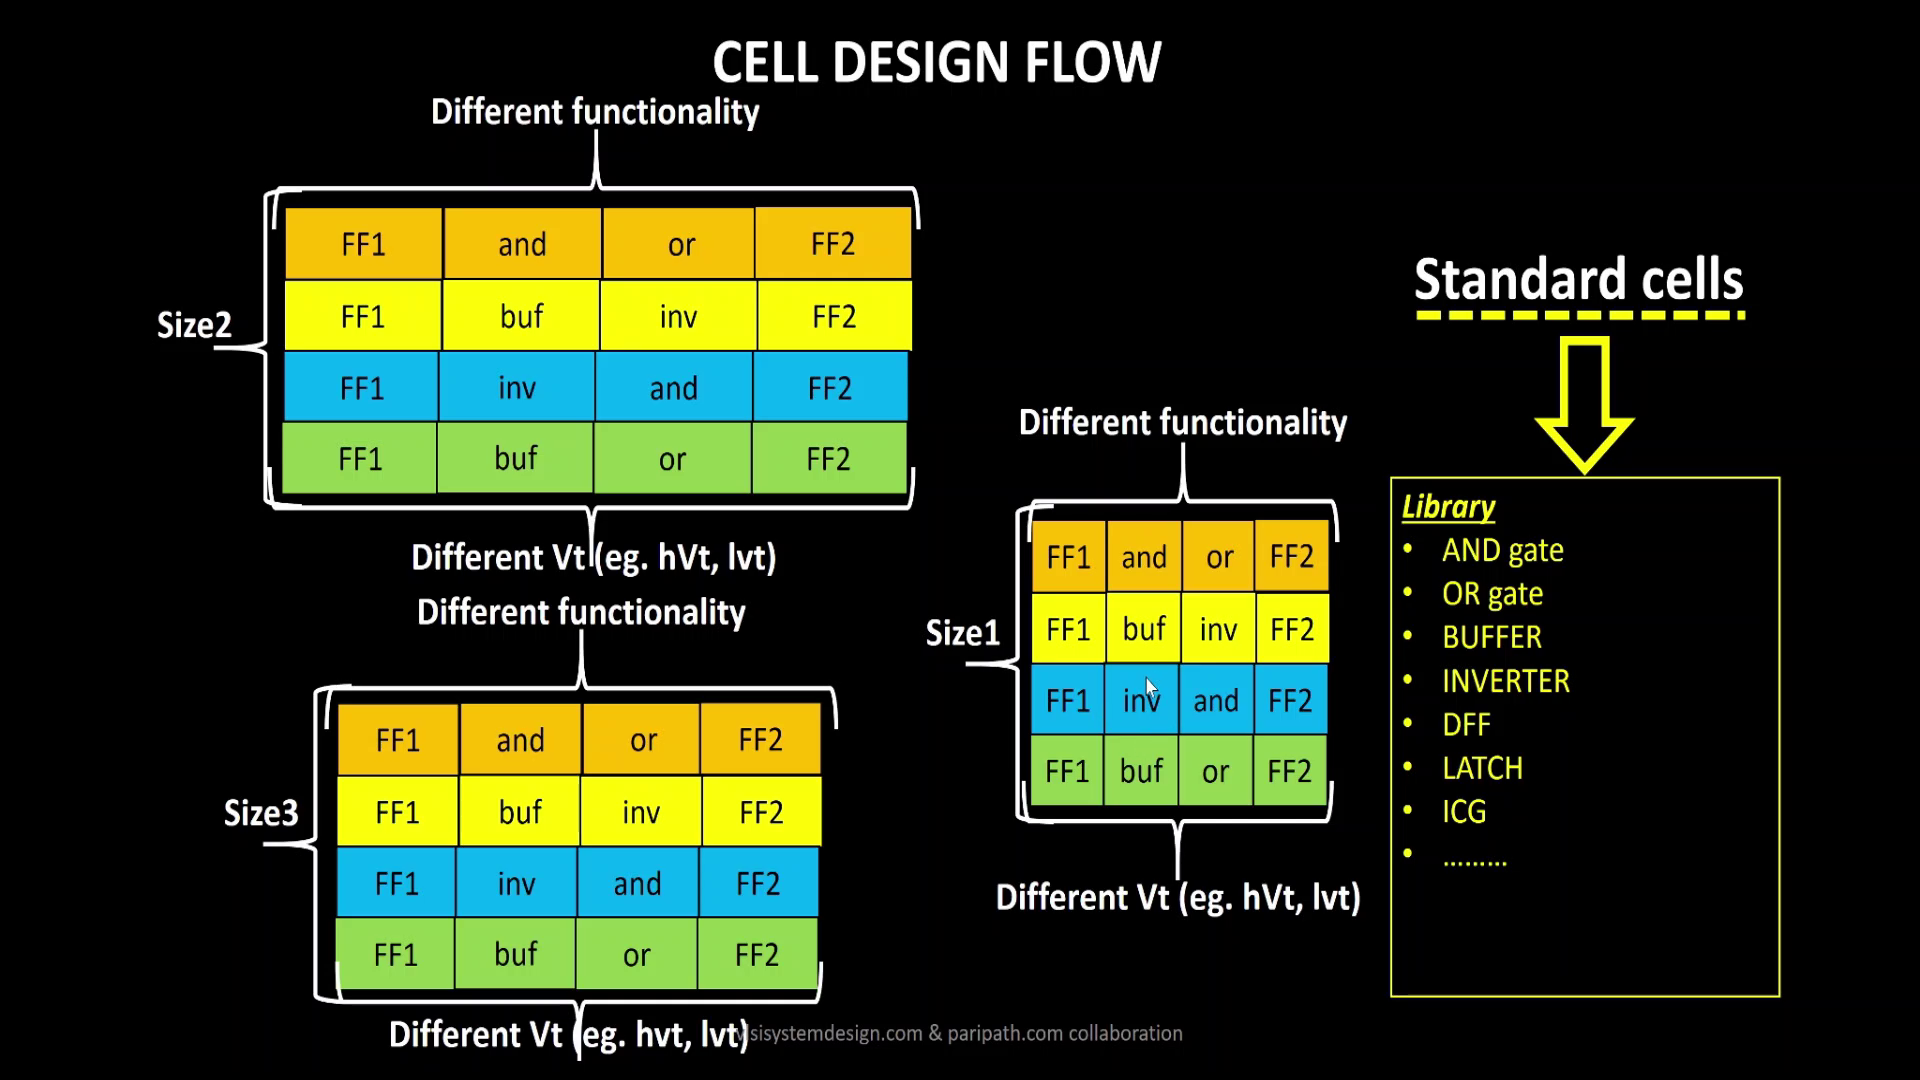 CELL DESIGN FLOW
Different functionality
FF1 and or FF2
FF1 buf inv FF2
Size2
FF1 inv and FF2
FF1 buf or FF2
Different Vt (eg. hVt, lvt)
Different functionality
FF1 and or FF2
Size3
FF1 buf inv FF2
FF1 inv and FF2
FF1 buf or FF2
Different Vt (eg. hvt, lvt)
Different functionality
FF1 and or FF2
Size1
FF1 buf inv FF2
FF1 inv and FF2
FF1 buf or FF2
Different Vt (eg. hVt, lvt)
Standard cells
Library
• AND gate
• OR gate
• BUFFER
• INVERTER
• DFF
• LATCH
• ICG
• .........
& paripath.com collaboration